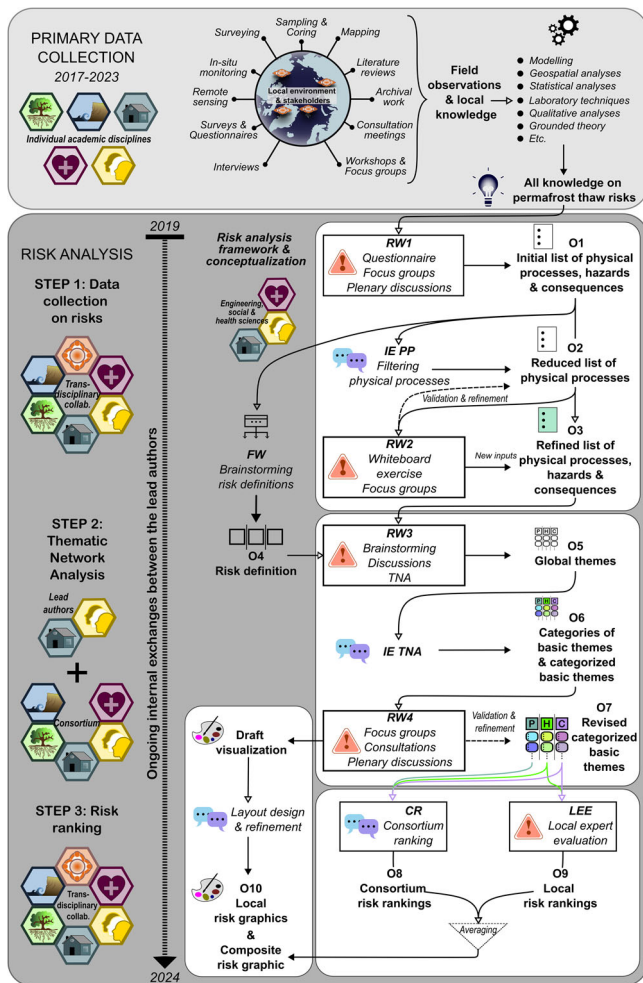 PRIMARY DATA
COLLECTION
2017-2023
Individual academic disciplines
Surveying
Sampling &
Coring
Mapping
In-situ
monitoring
Literature
reviews
Remote
sensing
Local environment
& stakeholders
Archival
work
Surveys &
Questionnaires
Consultation
meetings
Interviews
Workshops &
Focus groups
Field
observations
& local
knowledge
Modelling
Geospatial analyses
Statistical analyses
Laboratory techniques
Qualitative analyses
Grounded theory
Etc.
All knowledge on
permafrost thaw risks
RISK ANALYSIS
STEP 1: Data
collection
on risks
Trans-
disciplinary
collab.
STEP 2:
Thematic
Network
Analysis
Lead
authors
+
Consortium
STEP 3: Risk
ranking
Trans-
disciplinary
collab.
2019
Ongoing internal exchanges between the lead authors
2024
Risk analysis
framework &
conceptualization
Engineering,
social &
health sciences
FW
Brainstorming
risk definitions
O4
Risk definition
RW1
Questionnaire
Focus groups
Plenary discussions
O1
Initial list of physical
processes, hazards
& consequences
IE PP
Filtering
physical processes
O2
Reduced list of
physical processes
Validation & refinement
RW2
Whiteboard
exercise
Focus groups
New inputs
O3
Refined list of
physical processes,
hazards &
consequences
RW3
Brainstorming
Discussions
TNA
P H C
O5
Global themes
IE TNA
P H C
O6
Categories of
basic themes
& categorized
basic themes
RW4
Focus groups
Consultations
Plenary discussions
Validation &
refinement
P H C
O7
Revised
categorized
basic
themes
Draft
visualization
Layout design
& refinement
O10
Local
risk graphics
&
Composite
risk graphic
CR
Consortium
ranking
LEE
Local expert
evaluation
O8
Consortium
risk rankings
O9
Local
risk rankings
Averaging